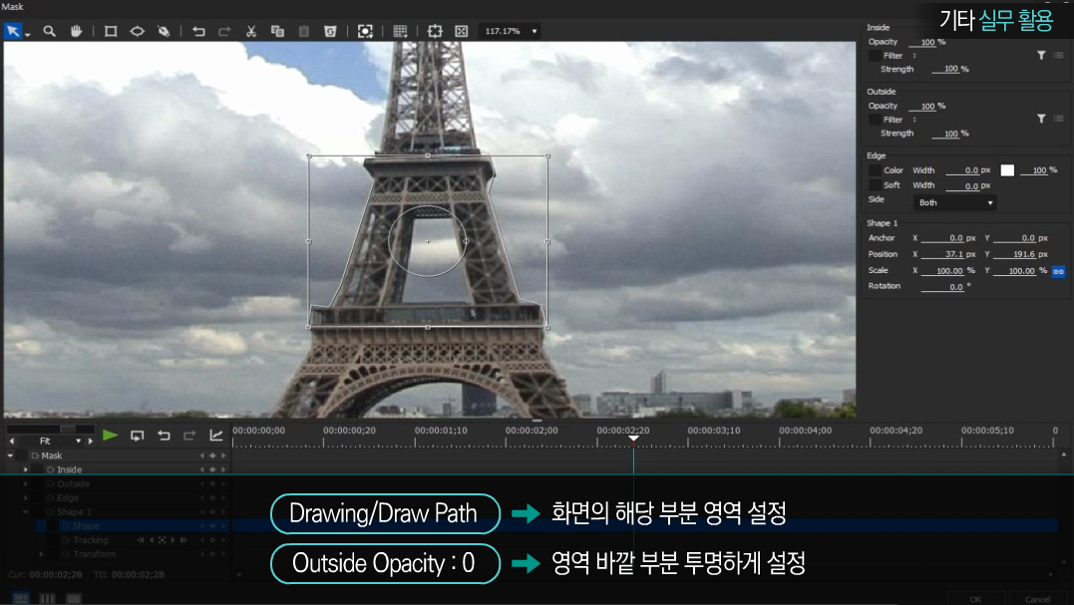 Mask
기타 실무 활용
117.17%
Inside
Opacity 100 %
Filter :
Strength 100 %
Outside
Opacity 100 %
Filter :
Strength 100 %
Edge
Color Width 0.0 px 100 %
Soft Width 0.0 px
Side Both
Shape 1
Anchor X 0.0 px Y 0.0 px
Position X 37.1 px Y 191.6 px
Scale X 100.00 % Y 100.00 %
Rotation 0.0 °
Fit
00:00:00;00 00:00:00;20 00:00:01;10 00:00:02;00 00:00:02;20 00:00:03;10 00:00:04;00 00:00:04;20 00:00:05;10 0
Mask
Inside
Outside
Edge
Shape 1
Shape
Tracking
Transform
Drawing/Draw Path 화면의 해당 부분 영역 설정
Outside Opacity : 0 영역 바깥 부분 투명하게 설정
Cur: 00:00:02;28 Ttl: 00:00:02;28
OK Cancel